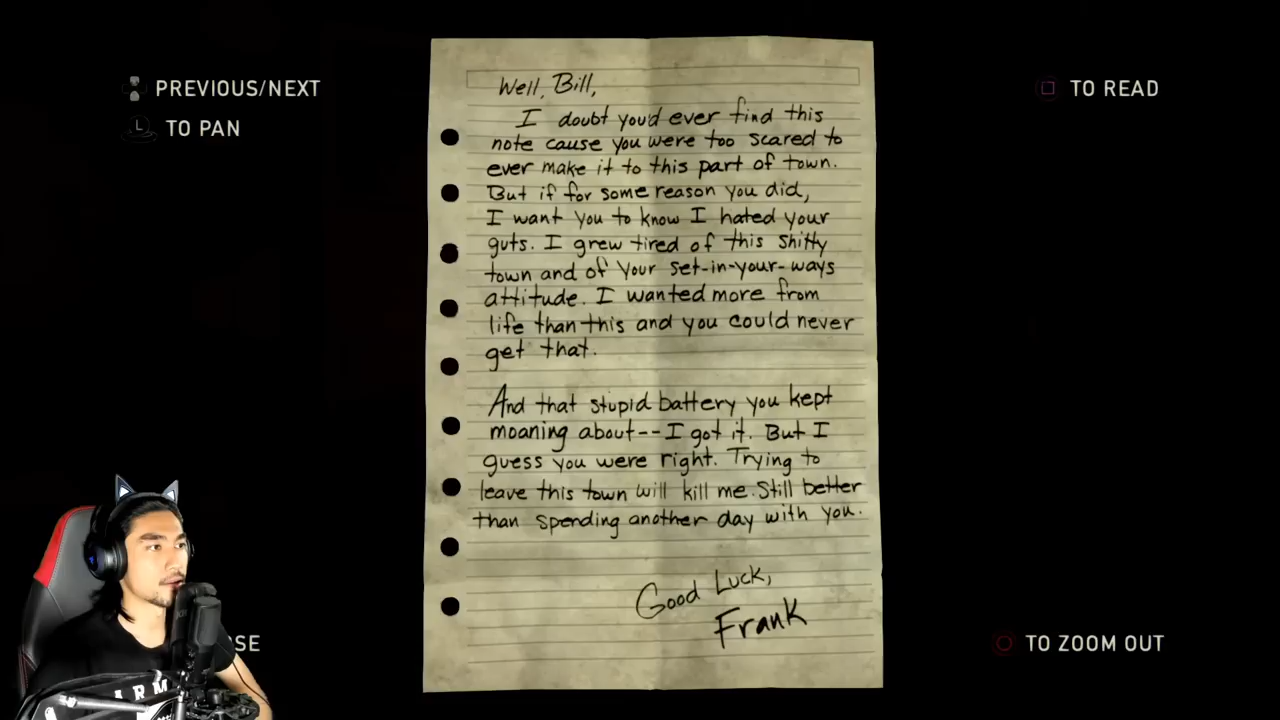 PREVIOUS/NEXT
L TO PAN
TO READ
Well, Bill,
I doubt you'd ever find this
note cause you were too scared to
ever make it to this part of town.
But if for some reason you did,
I want you to know I hated your
guts. I grew tired of this shitty
town and of your set-in-your-ways
attitude. I wanted more from
life than this and you could never
get that.
And that stupid battery you kept
moaning about--I got it. But I
guess you were right. Trying to
leave this town will kill me. Still better
than spending another day with you.
Good Luck,
Frank
TO ZOOM OUT